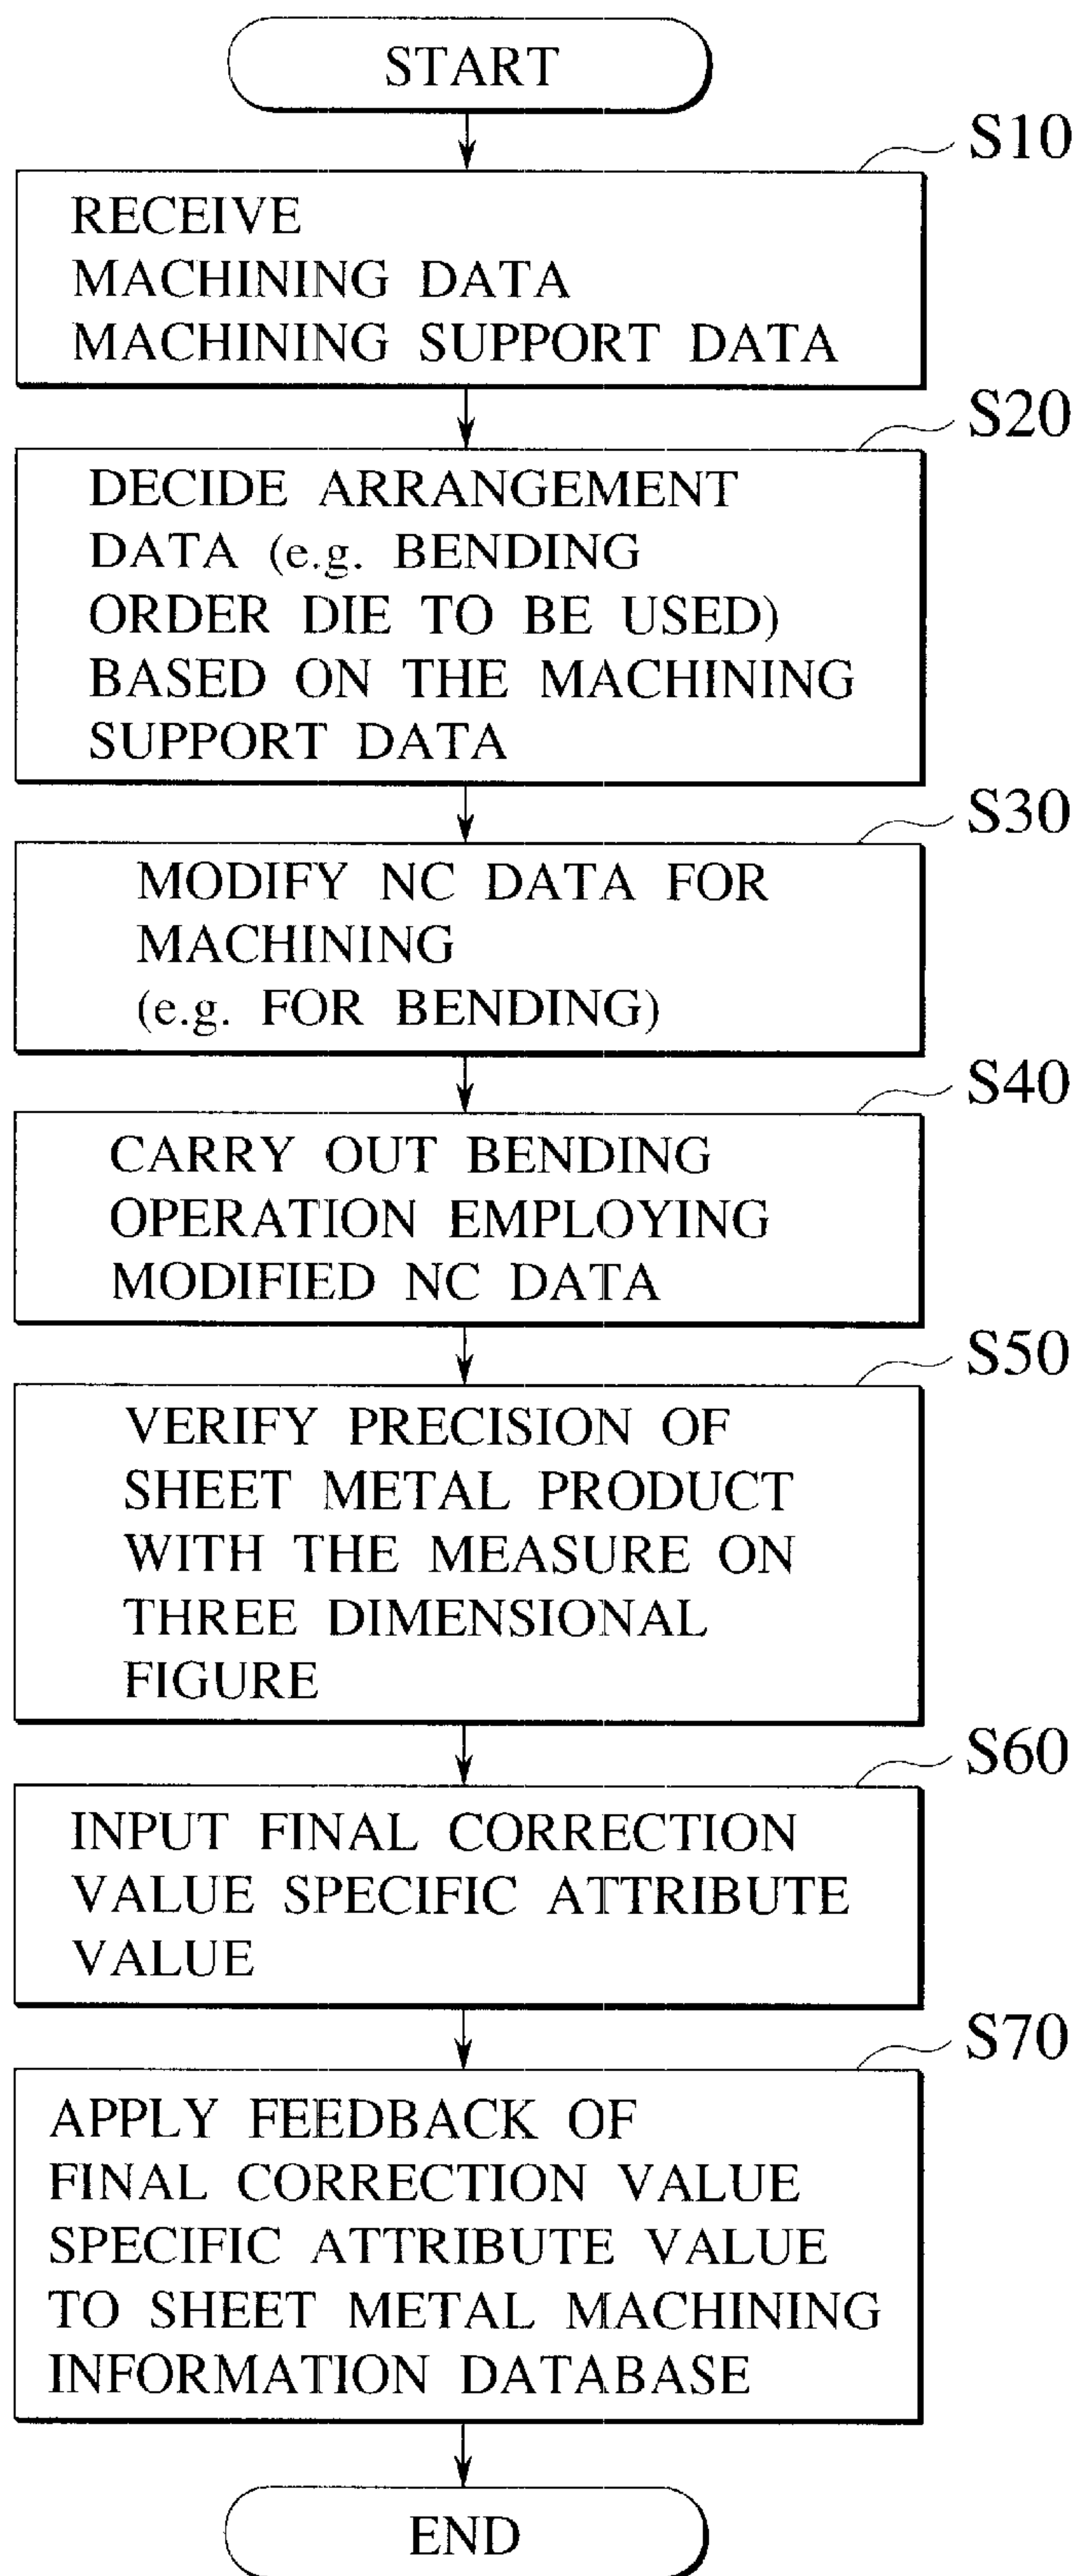 START
S10
RECEIVE
MACHINING DATA
MACHINING SUPPORT DATA
S20
DECIDE ARRANGEMENT
DATA (e.g. BENDING
ORDER DIE TO BE USED)
BASED ON THE MACHINING
SUPPORT DATA
S30
MODIFY NC DATA FOR
MACHINING
(e.g. FOR BENDING)
S40
CARRY OUT BENDING
OPERATION EMPLOYING
MODIFIED NC DATA
S50
VERIFY PRECISION OF
SHEET METAL PRODUCT
WITH THE MEASURE ON
THREE DIMENSIONAL
FIGURE
S60
INPUT FINAL CORRECTION
VALUE SPECIFIC ATTRIBUTE
VALUE
S70
APPLY FEEDBACK OF
FINAL CORRECTION VALUE
SPECIFIC ATTRIBUTE VALUE
TO SHEET METAL MACHINING
INFORMATION DATABASE
END